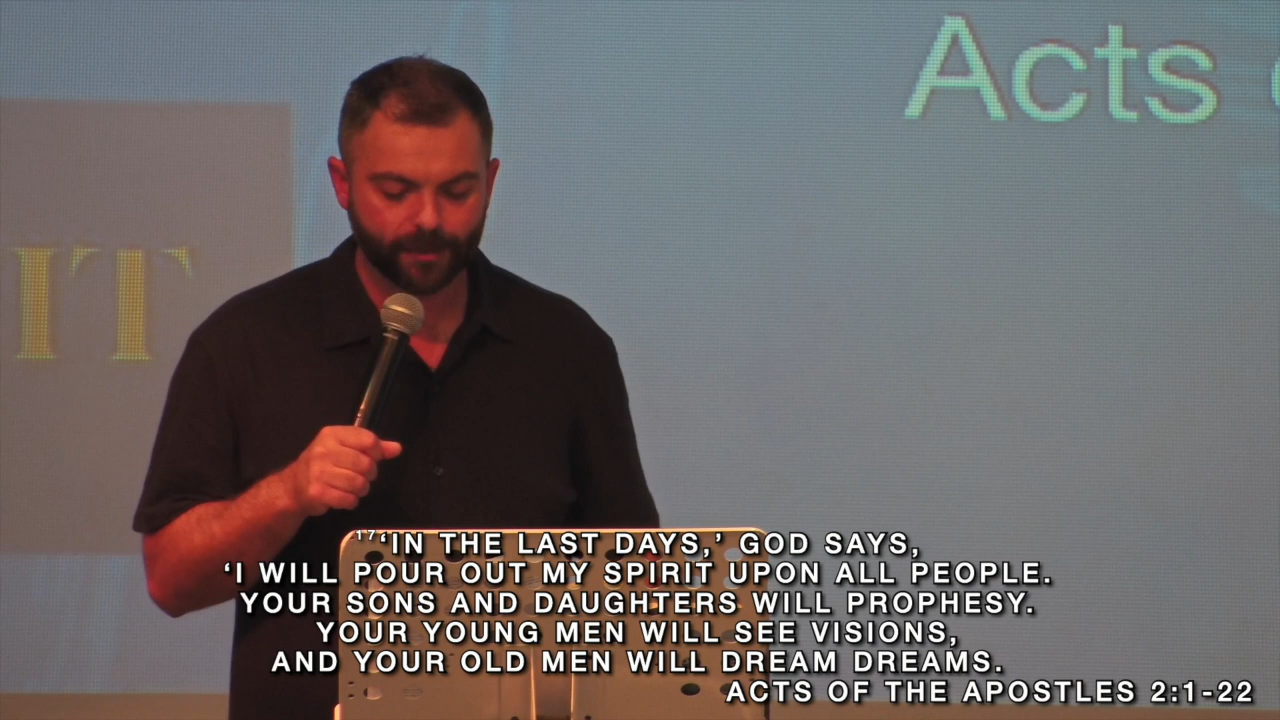 Acts
IT
17‘IN THE LAST DAYS,’ GOD SAYS,
‘I WILL POUR OUT MY SPIRIT UPON ALL PEOPLE.
YOUR SONS AND DAUGHTERS WILL PROPHESY.
YOUR YOUNG MEN WILL SEE VISIONS,
AND YOUR OLD MEN WILL DREAM DREAMS.
ACTS OF THE APOSTLES 2:1-22